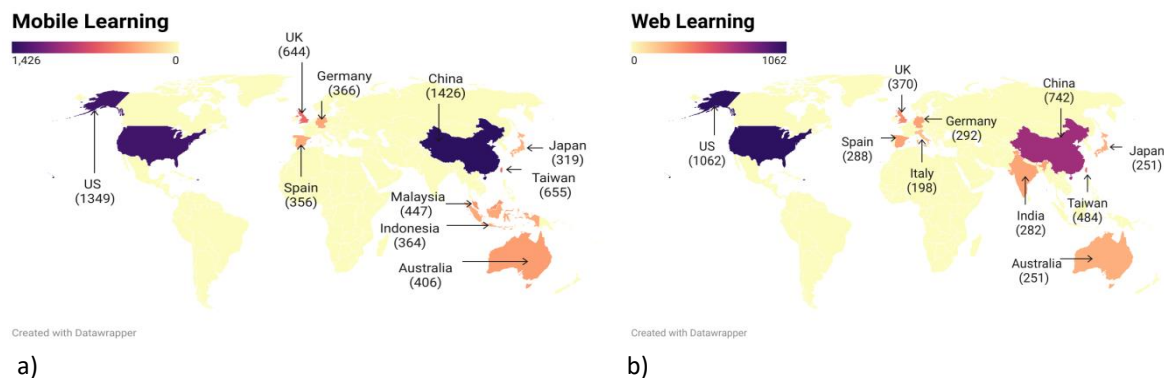 Mobile Learning
1,426 0
UK
(644)
Germany
(366)
China
(1426)
US
(1349)
Spain
(356)
Japan
(319)
Taiwan
(655)
Malaysia
(447)
Indonesia
(364)
Australia
(406)
Created with Datawrapper
a)
Web Learning
0 1062
UK
(370)
China
(742)
Germany
(292)
US
(1062)
Spain
(288)
Italy
(198)
Japan
(251)
India
(282)
Taiwan
(484)
Australia
(251)
Created with Datawrapper
b)